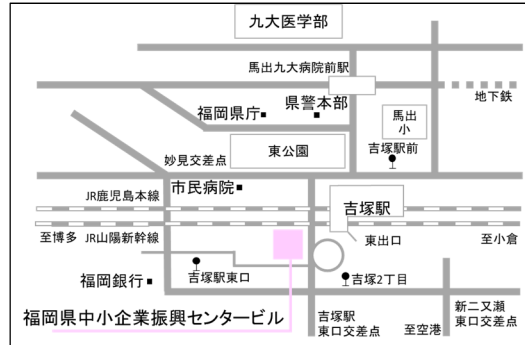 九大医学部
馬出九大病院前駅
地下鉄
福岡県庁
県警本部
馬出
小
東公園
吉塚駅前
妙見交差点
市民病院
JR鹿児島本線
吉塚駅
至博多
JR山陽新幹線
東出口
至小倉
福岡銀行
吉塚駅東口
吉塚2丁目
福岡県中小企業振興センタービル
吉塚駅
東口交差点
至空港
新二又瀬
東口交差点